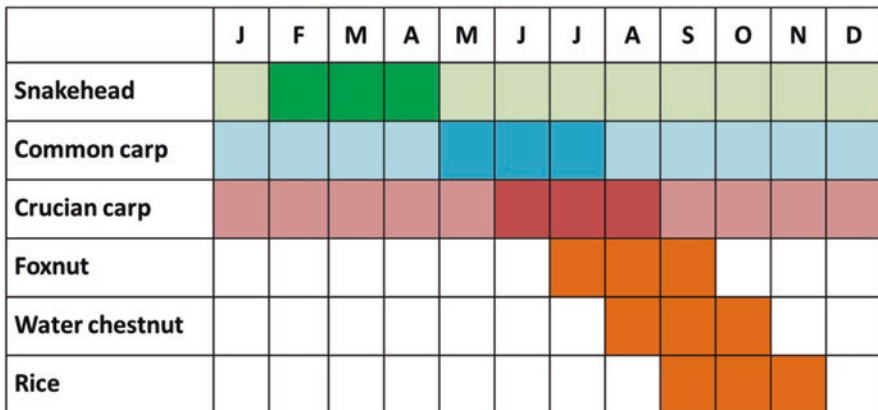 J F M A M J J A S O N D
Snakehead
Common carp
Crucian carp
Foxnut
Water chestnut
Rice